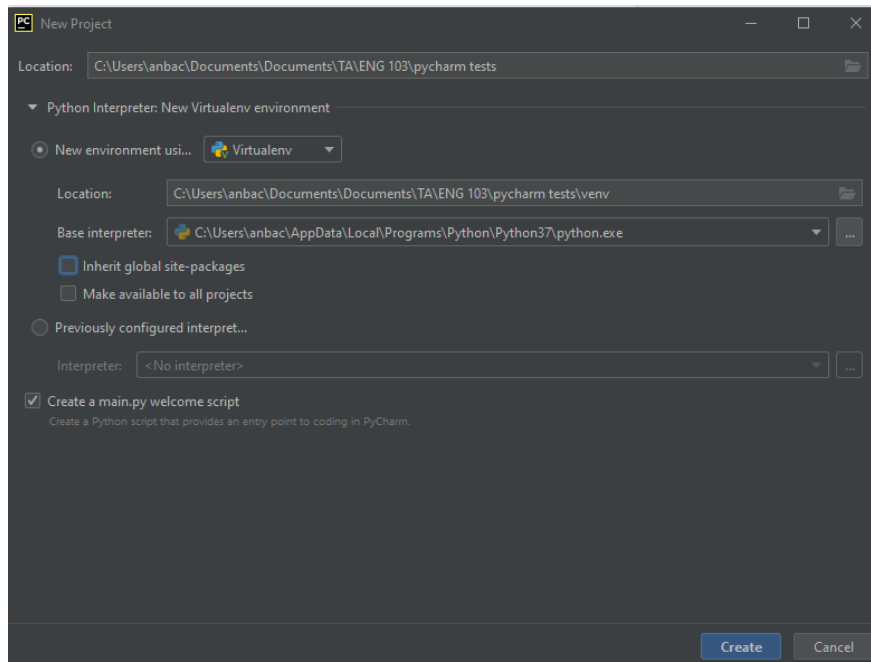 PC New Project
Location: C:\Users\anbac\Documents\Documents\TA\ENG 103\pycharm tests
Python Interpreter: New Virtualenv environment
New environment usi... Virtualenv
Location: C:\Users\anbac\Documents\Documents\TA\ENG 103\pycharm tests\venv
Base interpreter: C:\Users\anbac\AppData\Local\Programs\Python\Python37\python.exe ...
Inherit global site-packages
Make available to all projects
Previously configured interpret...
Interpreter: <No interpreter> ...
Create a main.py welcome script
Create a Python script that provides an entry point to coding in PyCharm.
Create Cancel